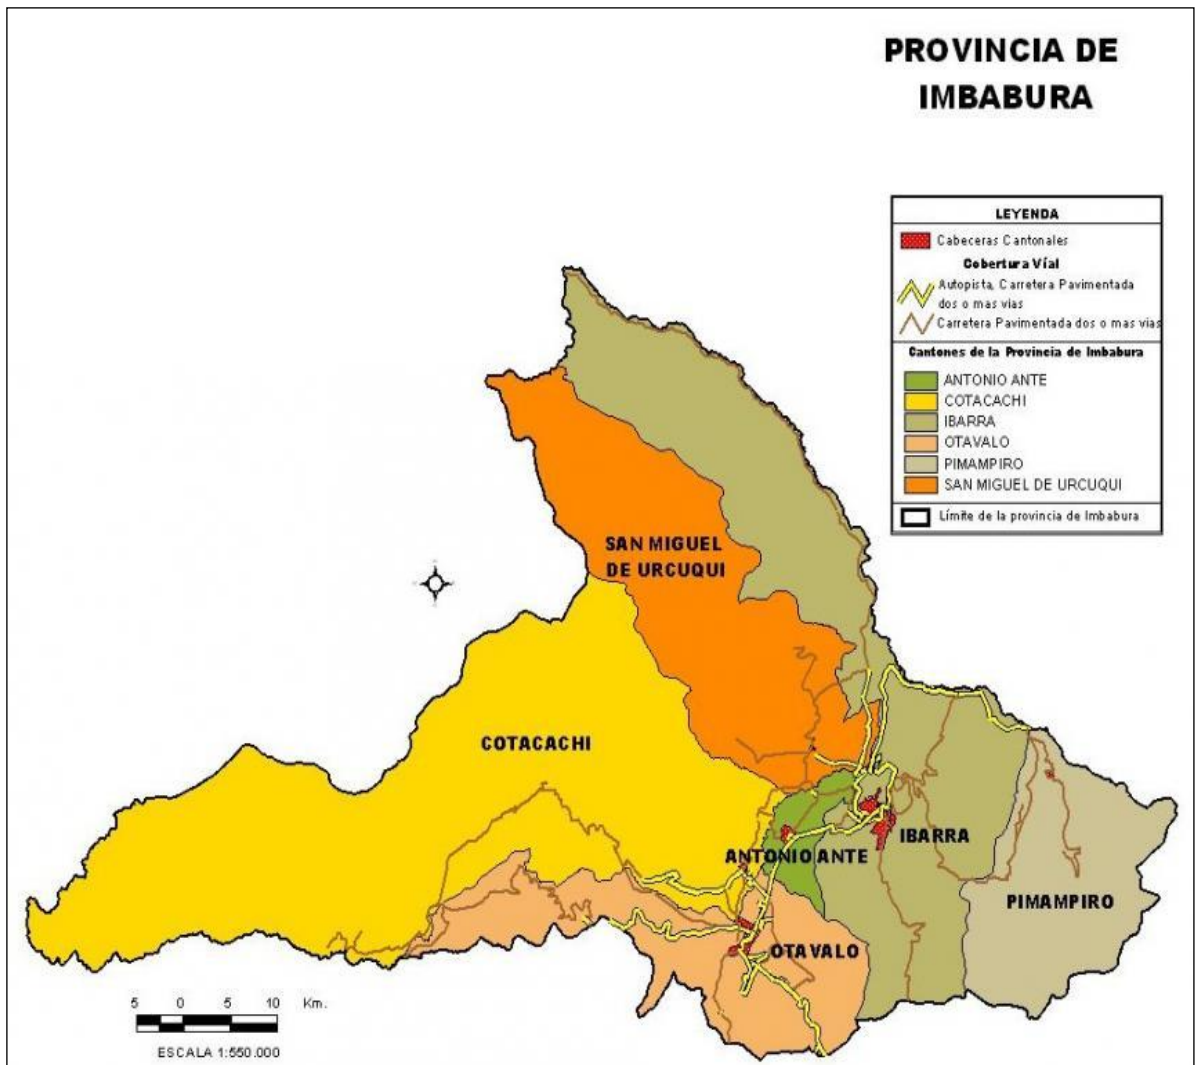 PROVINCIA DE
IMBABURA
LEYENDA
Cabeceras Cantonales
Cobertura Víal
Autopista, Carretera Pavimentada
dos o mas vias
Carretera Pavimentada dos o mas vias
Cantones de la Provincia de Imbabura
ANTONIO ANTE
COTACACHI
IBARRA
OTAVALO
PIMAMPIRO
SAN MIGUEL DE URCUQUI
Límite de la provincia de Imbabura
SAN MIGUEL
DE URCUQUI
COTACACHI
IBARRA
ANTONIO ANTE
PIMAMPIRO
OTAVALO
5 0 5 10 Km.
ESCALA 1:550.000